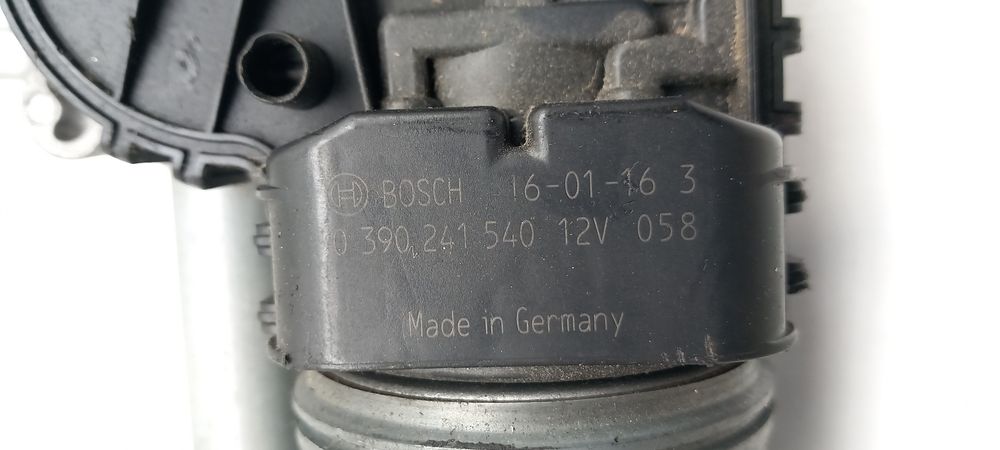 BOSCH 16-01-16 3
0 390 241 540 12V 058
Made in Germany